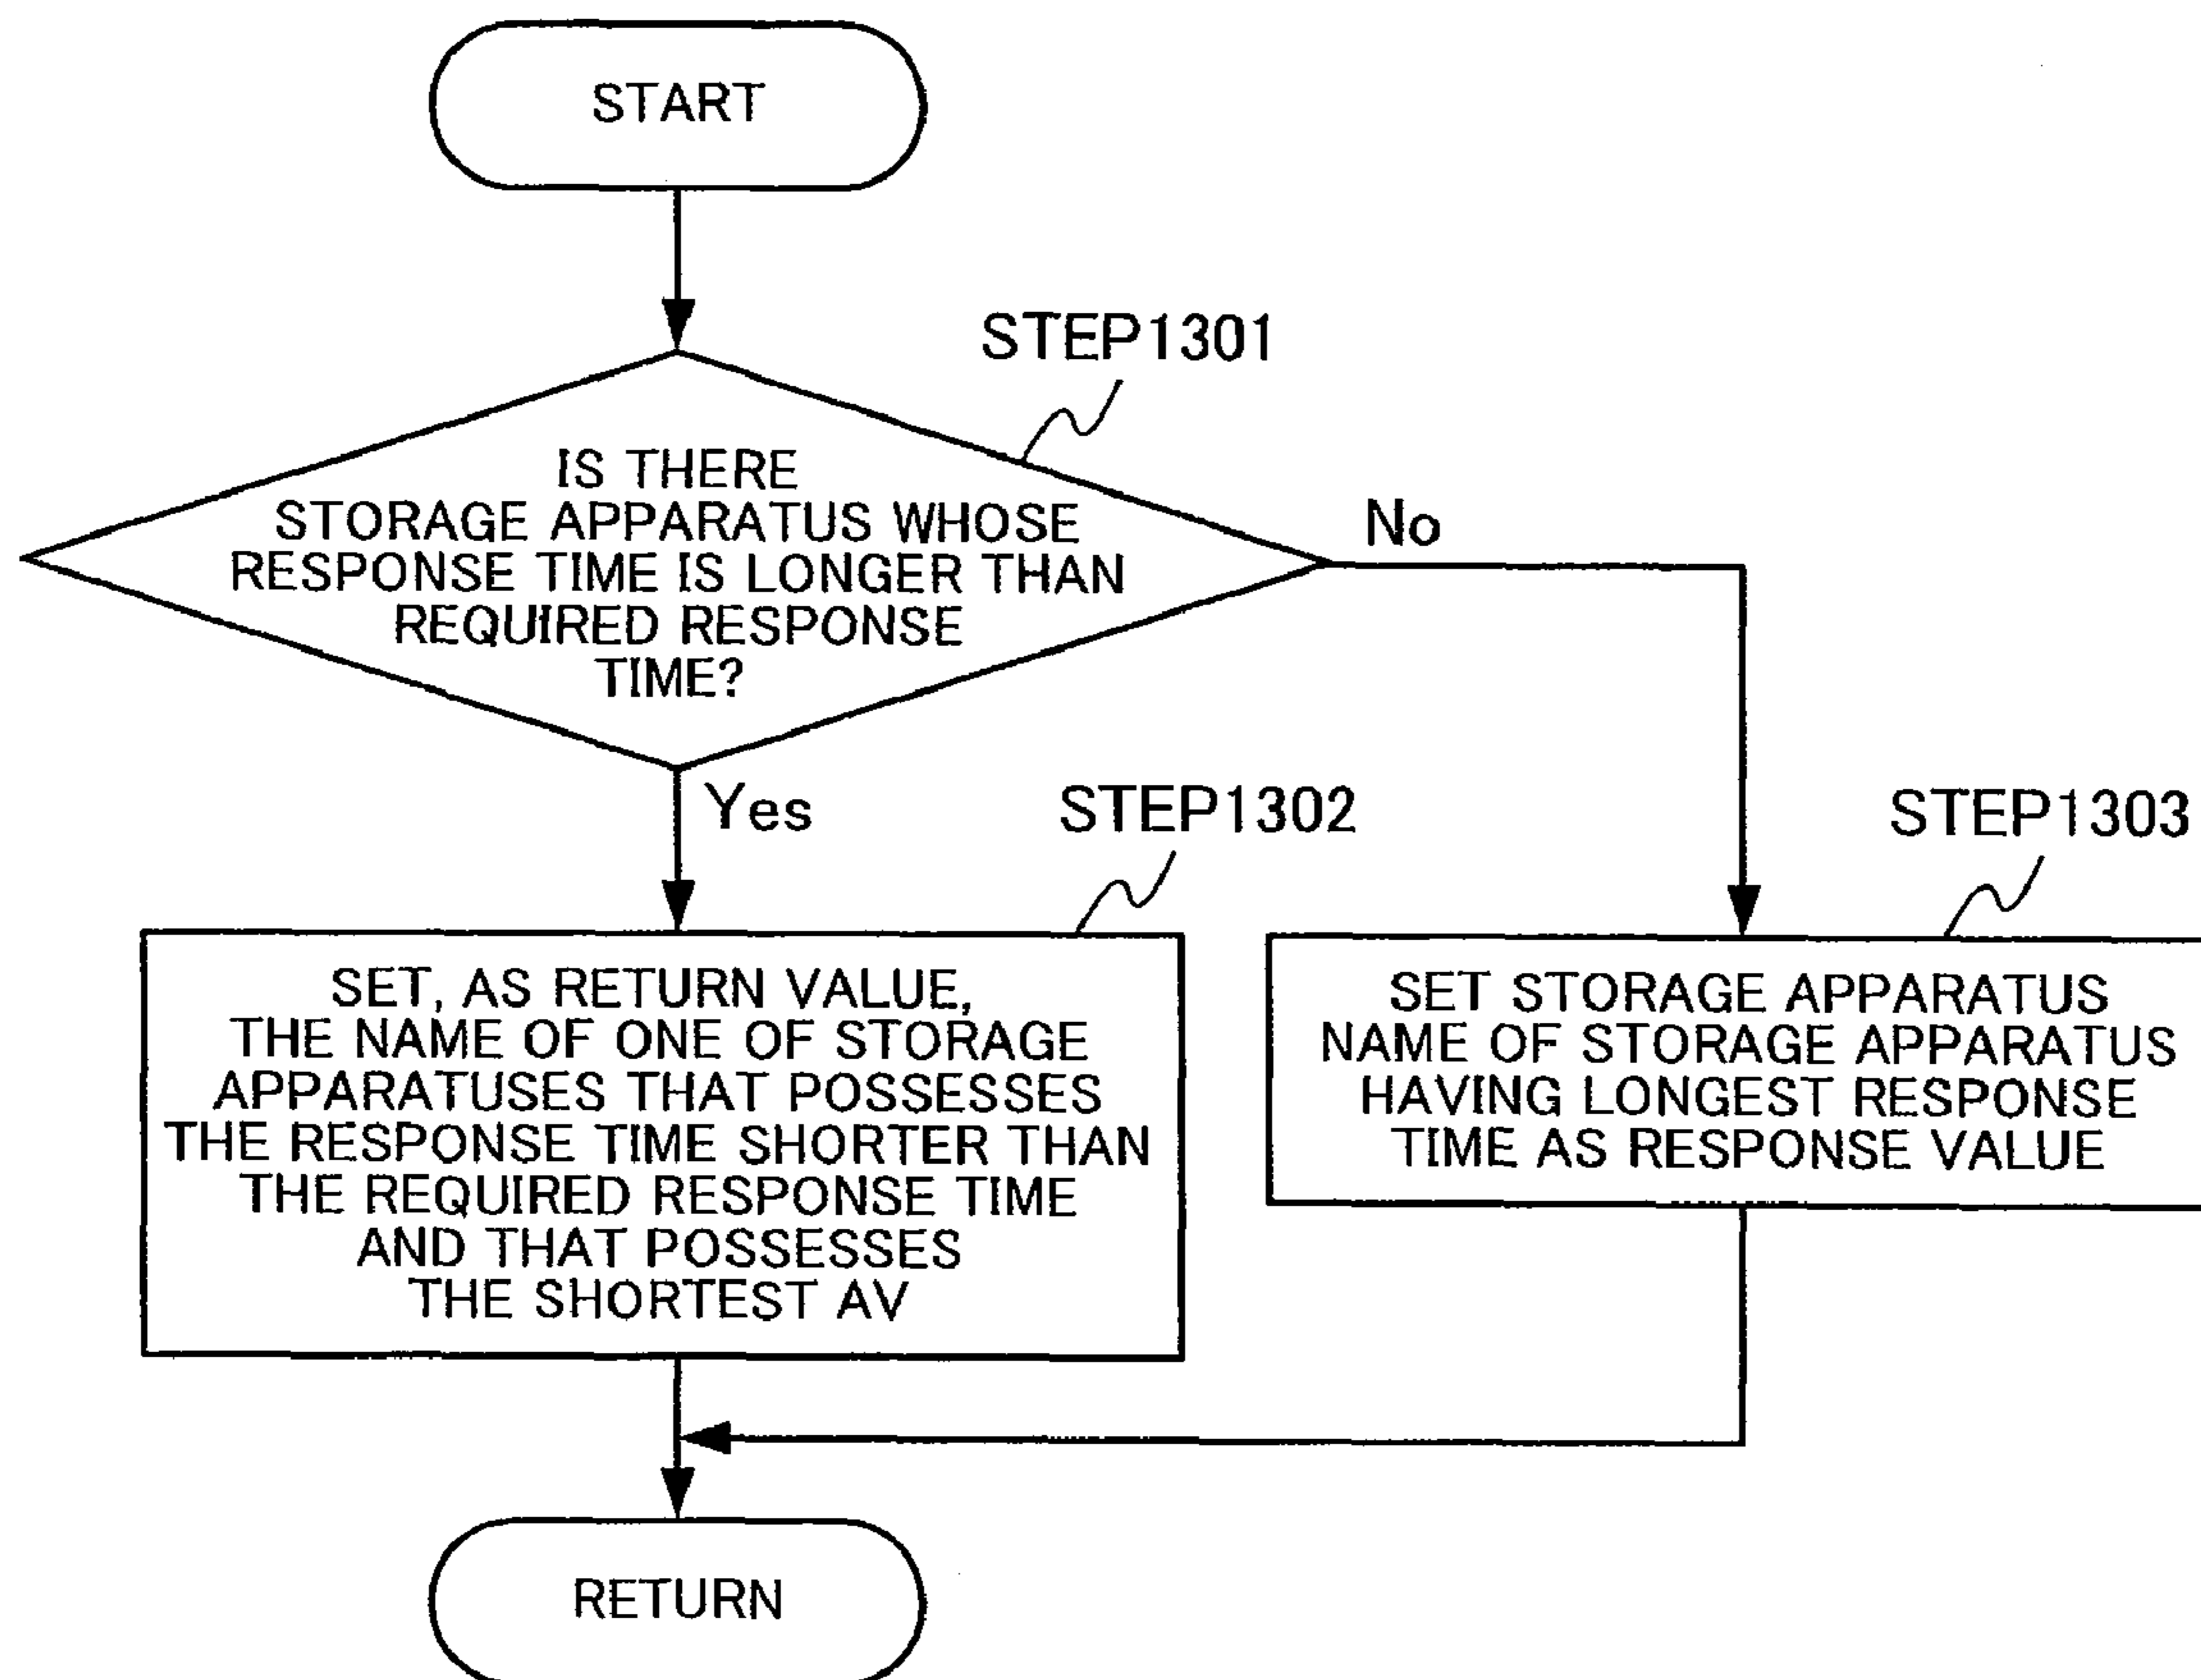 START
STEP1301
IS THERE
STORAGE APPARATUS WHOSE
RESPONSE TIME IS LONGER THAN
REQUIRED RESPONSE
TIME?
No
Yes
STEP1302
SET, AS RETURN VALUE,
THE NAME OF ONE OF STORAGE
APPARATUSES THAT POSSESSES
THE RESPONSE TIME SHORTER THAN
THE REQUIRED RESPONSE TIME
AND THAT POSSESSES
THE SHORTEST AV
STEP1303
SET STORAGE APPARATUS
NAME OF STORAGE APPARATUS
HAVING LONGEST RESPONSE
TIME AS RESPONSE VALUE
RETURN